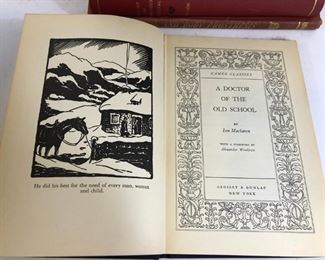 He did his best for the need of every man, woman
and child.
CAMEO CLASSICS
A DOCTOR
OF THE
OLD SCHOOL
BY
Ian Maclaren
WITH A FOREWORD BY
Alexander Woollcott
GROSSET & DUNLAP
NEW YORK